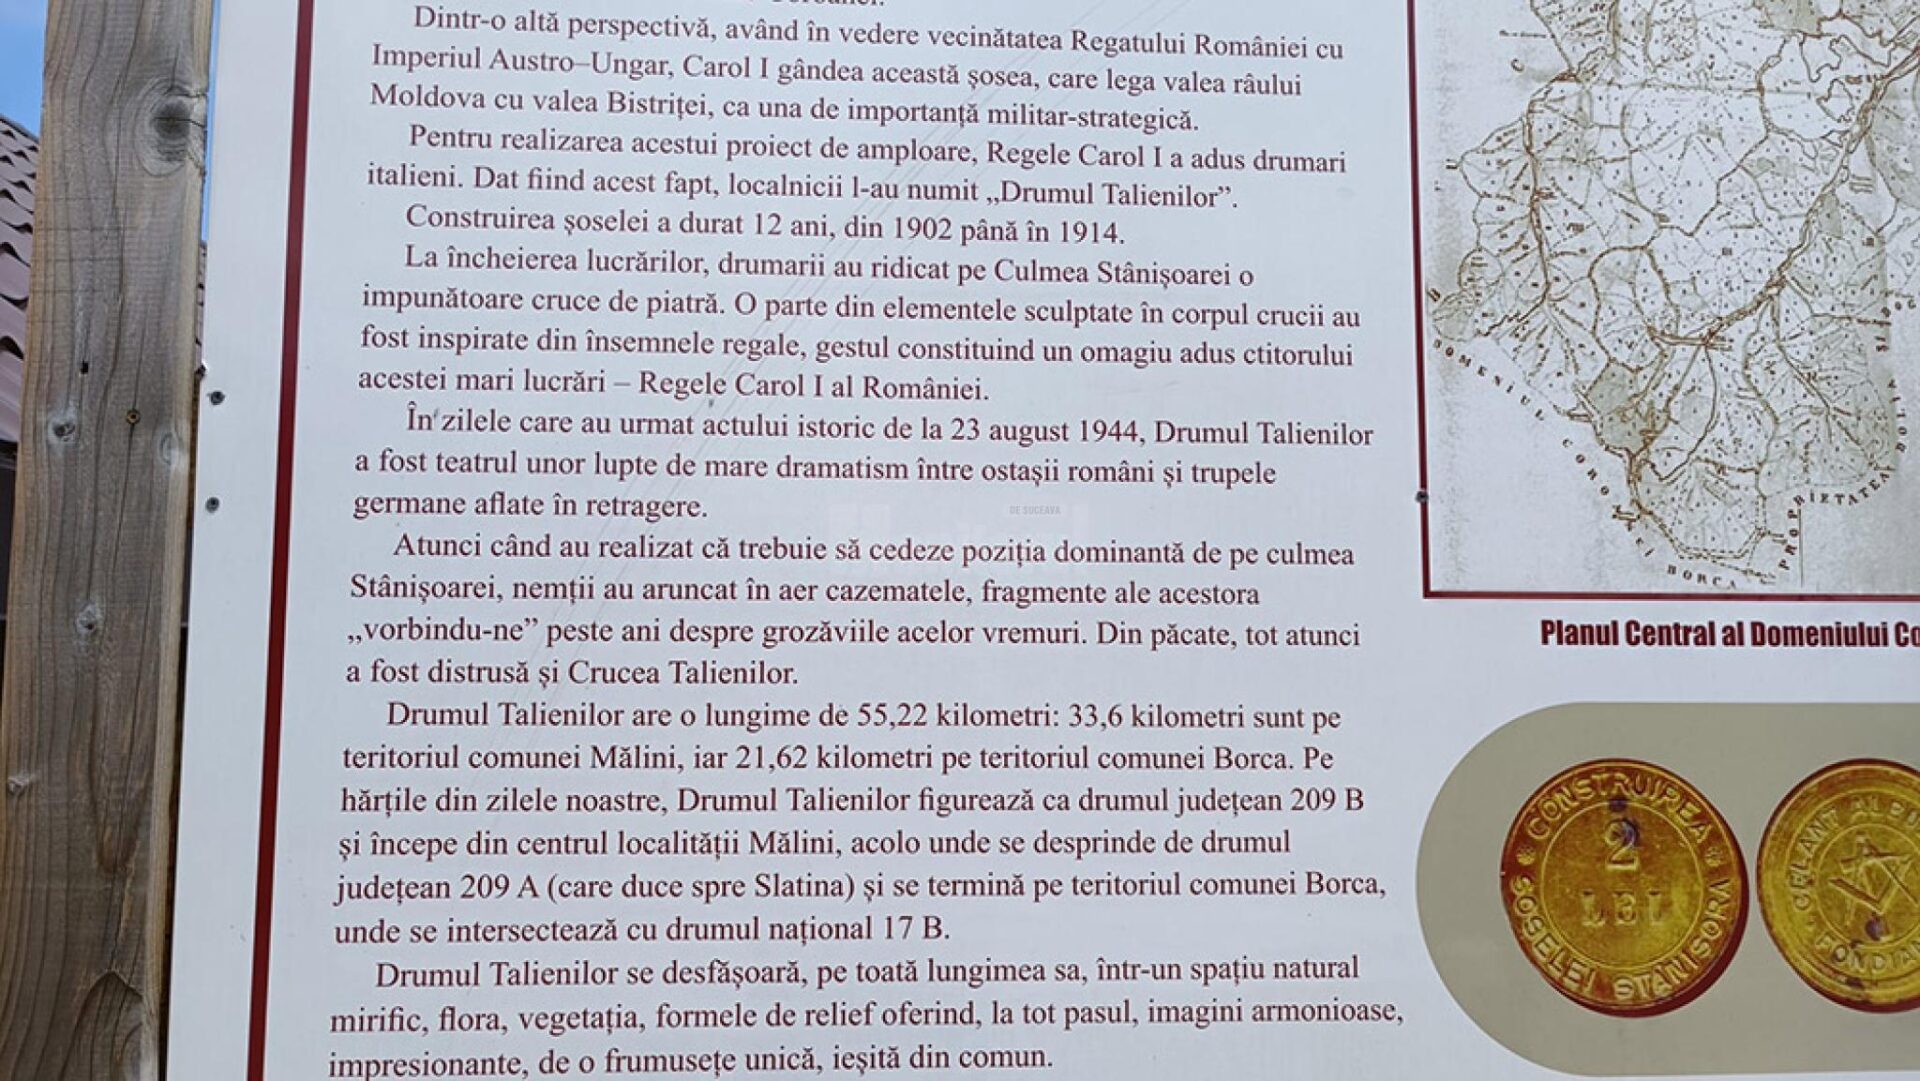 Dintr-o altă perspectivă, având în vedere vecinătatea Regatului României cu
Imperiul Austro–Ungar, Carol I gândea această șosea, care lega valea râului
Moldova cu valea Bistriței, ca una de importanță militar-strategică.
Pentru realizarea acestui proiect de amploare, Regele Carol I a adus drumari
italieni. Dat fiind acest fapt, localnicii l-au numit „Drumul Talienilor”.
Construirea șoselei a durat 12 ani, din 1902 până în 1914.
La încheierea lucrărilor, drumarii au ridicat pe Culmea Stânișoarei o
impunătoare cruce de piatră. O parte din elementele sculptate în corpul crucii au
fost inspirate din însemnele regale, gestul constituind un omagiu adus ctitorului
acestei mari lucrări – Regele Carol I al României.
În zilele care au urmat actului istoric de la 23 august 1944, Drumul Talienilor
a fost teatrul unor lupte de mare dramatism între ostașii români și trupele
germane aflate în retragere.
Atunci când au realizat că trebuie să cedeze poziția dominantă de pe culmea
Stânișoarei, nemții au aruncat în aer cazematele, fragmente ale acestora
„vorbindu-ne” peste ani despre grozăviile acelor vremuri. Din păcate, tot atunci
a fost distrusă și Crucea Talienilor.
Drumul Talienilor are o lungime de 55,22 kilometri: 33,6 kilometri sunt pe
teritoriul comunei Mălini, iar 21,62 kilometri pe teritoriul comunei Borca. Pe
hărțile din zilele noastre, Drumul Talienilor figurează ca drumul județean 209 B
și începe din centrul localității Mălini, acolo unde se desprinde de drumul
județean 209 A (care duce spre Slatina) și se termină pe teritoriul comunei Borca,
unde se intersectează cu drumul național 17 B.
Drumul Talienilor se desfășoară, pe toată lungimea sa, într-un spațiu natural
mirific, flora, vegetația, formele de relief oferind, la tot pasul, imagini armonioase,
impresionante, de o frumusețe unică, ieșită din comun.
DE SUCEAVA
BORCA
PROPRIETATEA
Planul Central al Domeniului
CONSTRUIREA
2
LEI
SOSELEI STÂNISORA